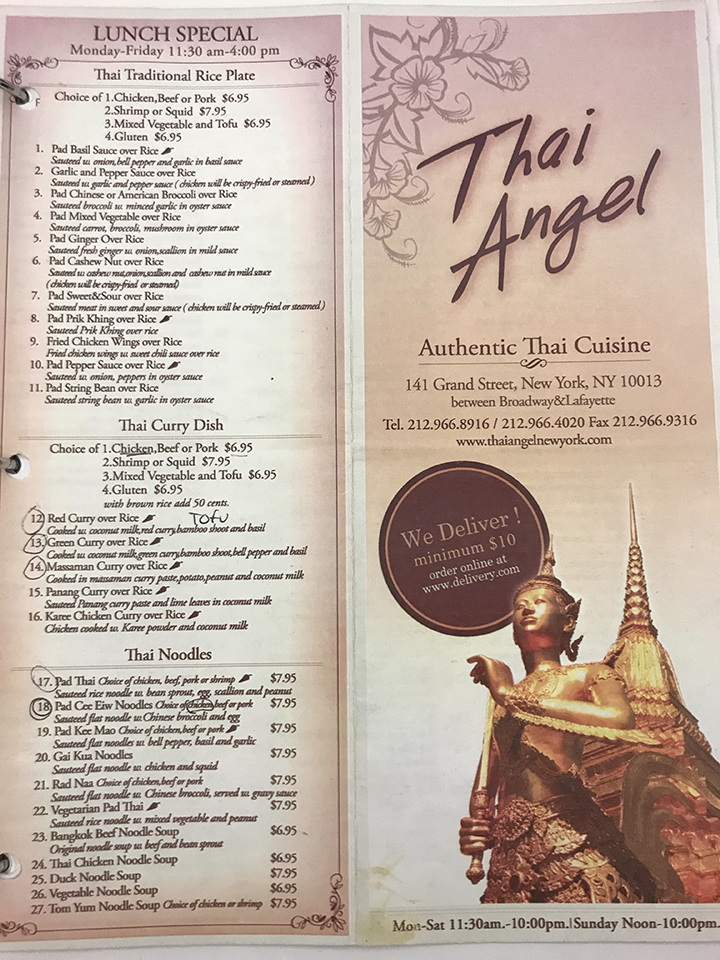 LUNCH SPECIAL
Monday-Friday 11:30 am-4:00 pm
Thai Traditional Rice Plate
F
Choice of 1.Chicken,Beef or Pork $6.95
2.Shrimp or Squid $7.95
3.Mixed Vegetable and Tofu $6.95
4.Gluten $6.95
1. Pad Basil Sauce over Rice
Sauteed w. onion,bell pepper and garlic in basil sauce
2. Garlic and Pepper Sauce over Rice
Sauteed w. garlic and pepper sauce ( chicken will be crispy-fried or steamed )
3. Pad Chinese or American Broccoli over Rice
Sauteed broccoli w. minced garlic in oyster sauce
4. Pad Mixed Vegetable over Rice
Sauteed carrot, broccoli, mushroom in oyster sauce
5. Pad Ginger Over Rice
Sauteed fresh ginger w. onion,scallion in mild sauce
6. Pad Cashew Nut over Rice
Sauteed w. cashew nut,onion,scallion and cashew nut in mild sauce
(chicken will be crispy-fried or steamed)
7. Pad Sweet&Sour over Rice
Sauteed meat in sweet and sour sauce ( chicken will be crispy-fried or steamed )
8. Pad Prik Khing over Rice
Sauteed Prik Khing over rice
9. Fried Chicken Wings over Rice
Fried chicken wings w. sweet chili sauce over rice
10. Pad Pepper Sauce over Rice
Sauteed w. onion, peppers in oyster sauce
11. Pad String Bean over Rice
Sauteed string bean w. garlic in oyster sauce
Thai Curry Dish
Choice of 1.Chicken,Beef or Pork $6.95
2.Shrimp or Squid $7.95
3.Mixed Vegetable and Tofu $6.95
4.Gluten $6.95
with brown rice add 50 cents.
12. Red Curry over Rice TOFU
Cooked w. coconut milk,red curry,bamboo shoot and basil
13. Green Curry over Rice
Cooked w. coconut milk,green curry,bamboo shoot,bell pepper and basil
14. Massaman Curry over Rice
Cooked in massaman curry paste,potato,peanut and coconut milk
15. Panang Curry over Rice
Sauteed Panang curry paste and lime leaves in coconut milk
16. Karee Chicken Curry over Rice
Chicken cooked w. Karee powder and coconut milk
Thai Noodles
17. Pad Thai Choice of chicken, beef, pork or shrimp $7.95
Sauteed rice noodle w. bean sprout, egg, scallion and peanut
18. Pad Cee Eiw Noodles Choice of chicken,beef or pork $7.95
Sauteed flat noodle w.Chinese broccoli and egg
19. Pad Kee Mao Choice of chicken,beef or pork $7.95
Sauteed flat noodles w. bell pepper, basil and garlic
20. Gai Kua Noodles $7.95
Sauteed flat noodle w. chicken and squid
21. Rad Naa Choice of chicken,beef or pork $7.95
Sauteed flat noodle w. Chinese broccoli, served w. gravy sauce
22. Vegetarian Pad Thai $7.95
Sauteed rice noodle w. mixed vegetable and peanut
23. Bangkok Beef Noodle Soup $6.95
Original noodle soup w. beef and bean sprout
24. Thai Chicken Noodle Soup $6.95
25. Duck Noodle Soup $7.95
26. Vegetable Noodle Soup $6.95
27. Tom Yum Noodle Soup Choice of chicken or shrimp $7.95
Thai
Angel
Authentic Thai Cuisine
141 Grand Street, New York, NY 10013
between Broadway&Lafayette
Tel. 212.966.8916 / 212.966.4020 Fax 212.966.9316
www.thaiangelnewyork.com
We Deliver !
minimum $10
order online at
www.delivery.com
Mon-Sat 11:30am.-10:00pm.|Sunday Noon-10:00pm.